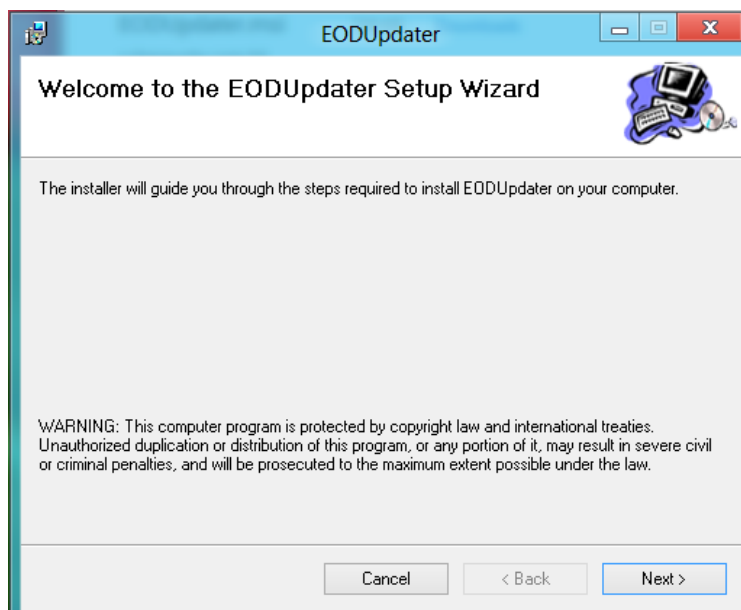 EODUpdater
Welcome to the EODUpdater Setup Wizard
The installer will guide you through the steps required to install EODUpdater on your computer.
WARNING: This computer program is protected by copyright law and international treaties.
Unauthorized duplication or distribution of this program, or any portion of it, may result in severe civil
or criminal penalties, and will be prosecuted to the maximum extent possible under the law.
Cancel
< Back
Next >